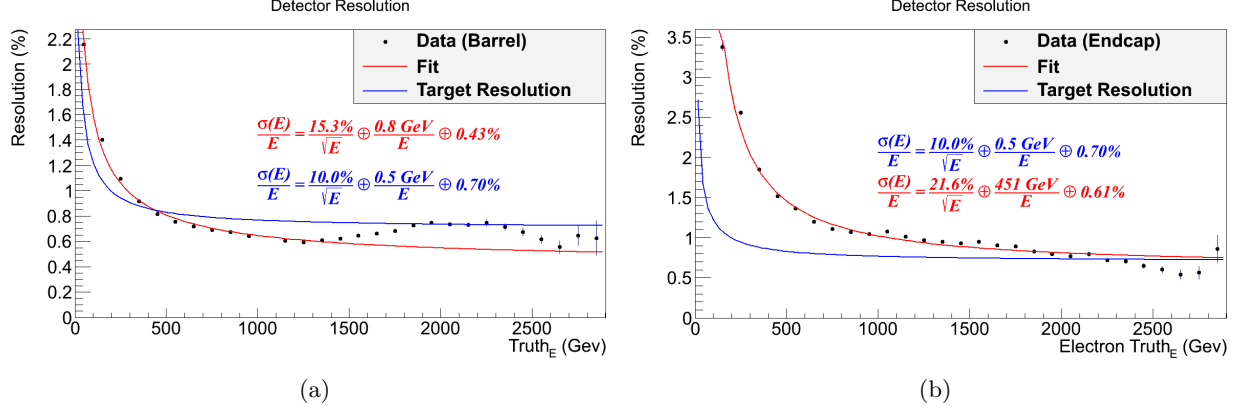 Detector Resolution
Resolution (%)
2.2
2
1.8
1.6
1.4
1.2
1
0.8
0.6
0.4
0.2
0
Data (Barrel)
Fit
Target Resolution
σ(E)/E = 15.3%/√E ⊕ 0.8 GeV/E ⊕ 0.43%
σ(E)/E = 10.0%/√E ⊕ 0.5 GeV/E ⊕ 0.70%
0 500 1000 1500 2000 2500
Truth_E (Gev)
(a)
Detector Resolution
Resolution (%)
3.5
3
2.5
2
1.5
1
0.5
0
Data (Endcap)
Fit
Target Resolution
σ(E)/E = 10.0%/√E ⊕ 0.5 GeV/E ⊕ 0.70%
σ(E)/E = 21.6%/√E ⊕ 451 GeV/E ⊕ 0.61%
0 500 1000 1500 2000 2500
Electron Truth_E (Gev)
(b)